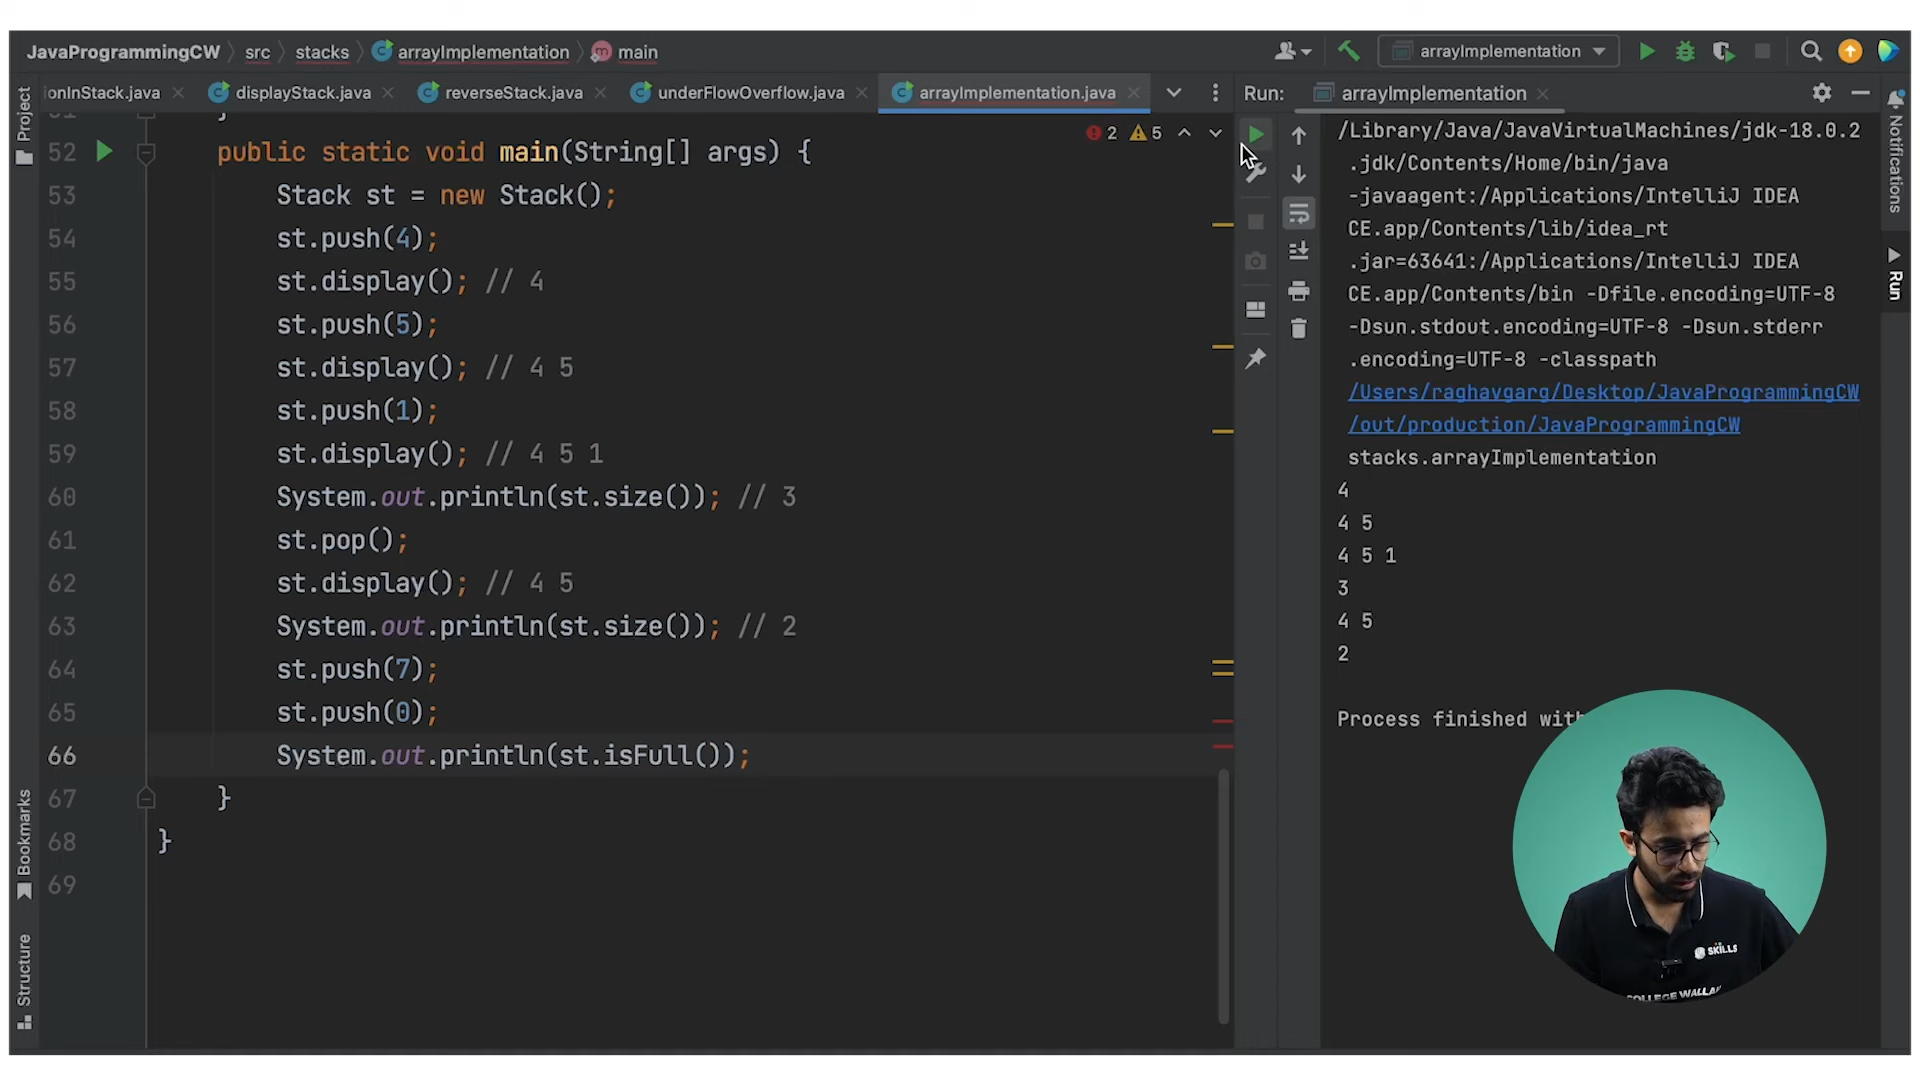 JavaProgrammingCW src stacks arrayImplementation main
arrayImplementation
ionInStack.java displayStack.java reverseStack.java underFlowOverflow.java arrayImplementation.java
Run: arrayImplementation
Project
Bookmarks
Structure
Notifications
Run
2 5
52 public static void main(String[] args) {
53 Stack st = new Stack();
54 st.push(4);
55 st.display(); // 4
56 st.push(5);
57 st.display(); // 4 5
58 st.push(1);
59 st.display(); // 4 5 1
60 System.out.println(st.size()); // 3
61 st.pop();
62 st.display(); // 4 5
63 System.out.println(st.size()); // 2
64 st.push(7);
65 st.push(0);
66 System.out.println(st.isFull());
67 }
68 }
69
/Library/Java/JavaVirtualMachines/jdk-18.0.2
.jdk/Contents/Home/bin/java
-javaagent:/Applications/IntelliJ IDEA
CE.app/Contents/lib/idea_rt
.jar=63641:/Applications/IntelliJ IDEA
CE.app/Contents/bin -Dfile.encoding=UTF-8
-Dsun.stdout.encoding=UTF-8 -Dsun.stderr
.encoding=UTF-8 -classpath
/Users/raghavgarg/Desktop/JavaProgrammingCW
/out/production/JavaProgrammingCW
stacks.arrayImplementation
4
4 5
4 5 1
3
4 5
2
Process finished with
SKILLS
COLLEGE WALLAH